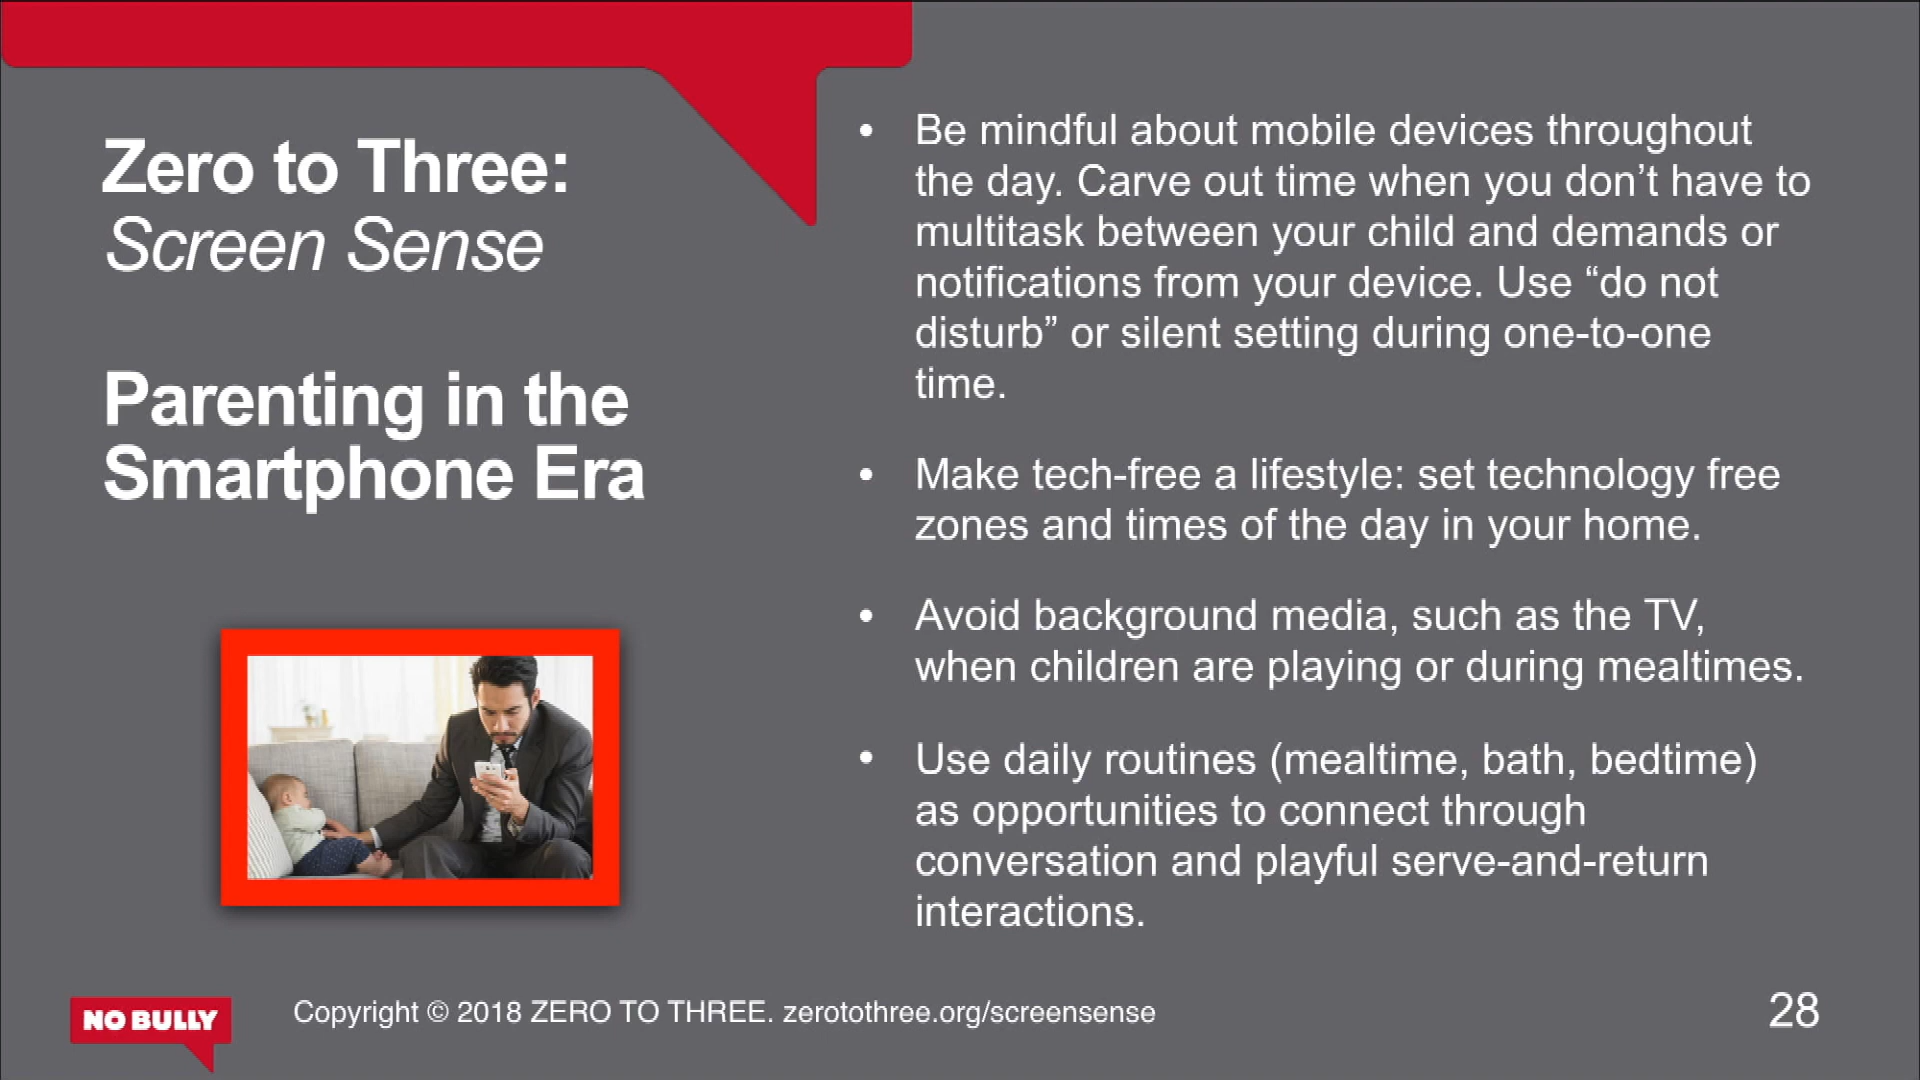 Zero to Three:
Screen Sense
Parenting in the
Smartphone Era
• Be mindful about mobile devices throughout
the day. Carve out time when you don’t have to
multitask between your child and demands or
notifications from your device. Use “do not
disturb” or silent setting during one-to-one
time.
• Make tech-free a lifestyle: set technology free
zones and times of the day in your home.
• Avoid background media, such as the TV,
when children are playing or during mealtimes.
• Use daily routines (mealtime, bath, bedtime)
as opportunities to connect through
conversation and playful serve-and-return
interactions.
NO BULLY
Copyright © 2018 ZERO TO THREE. zerotothree.org/screensense
28